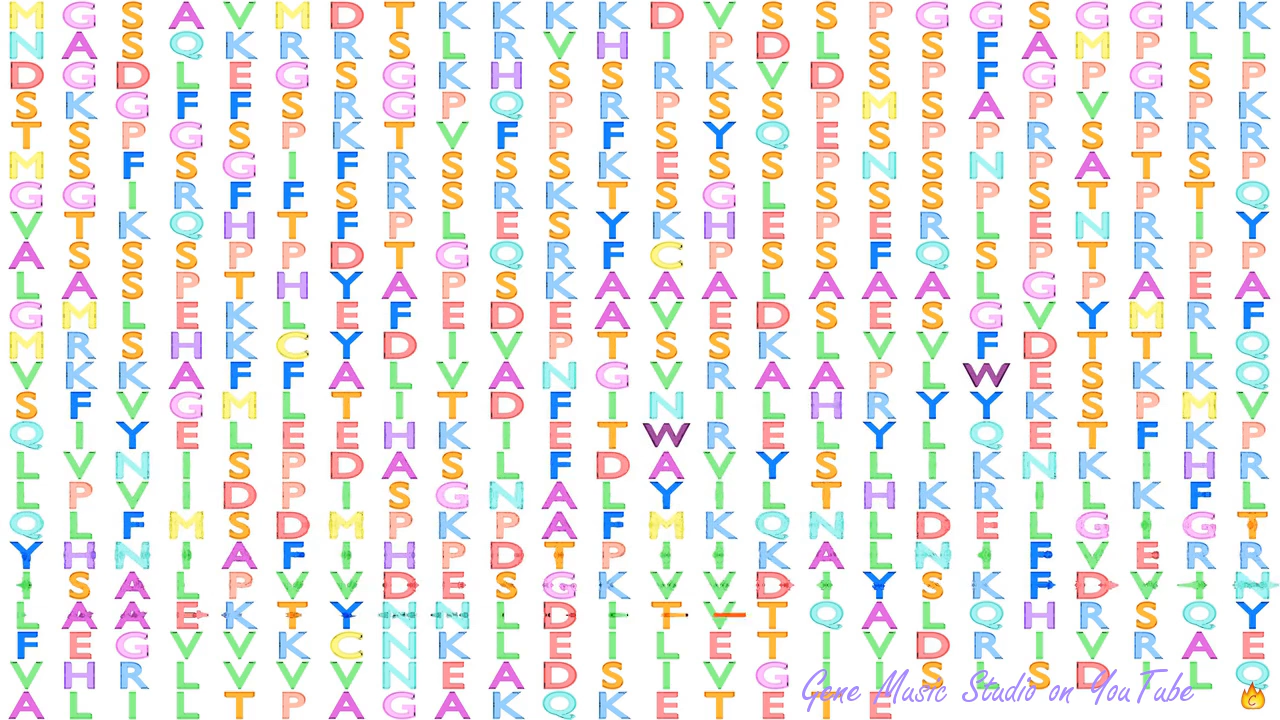 M G S A V M D T K K K K D V S S P G G S G G K K
N A S Q K R R S L R V H I P D L S S F A M P L L
D G D L E G S G K H S S R K V D S P F G P G S P
S K G F F S R G P Q P R P S S P M S A P V R P K
T S P G S P K T V F P F S Y Q E S P P R S P R R
M S F S G I F R S S S K E S S P N S N P A T S P
G G I R F F S R S R K T S G L S S S P S T P T Q
V T K Q H T F P L E S Y K H E P E R L E N R I Y
A S S S P P D T G Q R F C P S S F Q S S T R P P
L A S P T H Y A P S K A A A L A A A L G P A E A
G M L E K L E F E D E A V E D S E S G V Y M R F
M R S H K C Y D I V P T S S K L V V F D T T L Q
V K K A F F A L V A N G V R A A P L W E S K K Q
S F V G M L T I T D F I N I L H R Y Y K S P M V
Q I Y E L E E H K I E T W R E L Y L Q E T F K P
L V N I S P D A S L F D A V Y S L I K N K I H R
L P V I D P I S G N A L Y I L T H K R I L K F L
Q L F M S D M P K P A F M K Q N L D E L G I G T
Y H N I A F I H P D T P I I K A L N I F V E R R
I S A L P V V D E S G K V V D I Y S K F D V I N
L A A E K T Y N N L D L T V T Q A L Q H R S Q Y
F E G V V K C N K L E I L E T I V D R I V R A E
V H R L V V V N E A D S I V G I I S L S D I L Q
A L I L T P A G A K Q K E T E T E
Gene Music Studio on YouTube